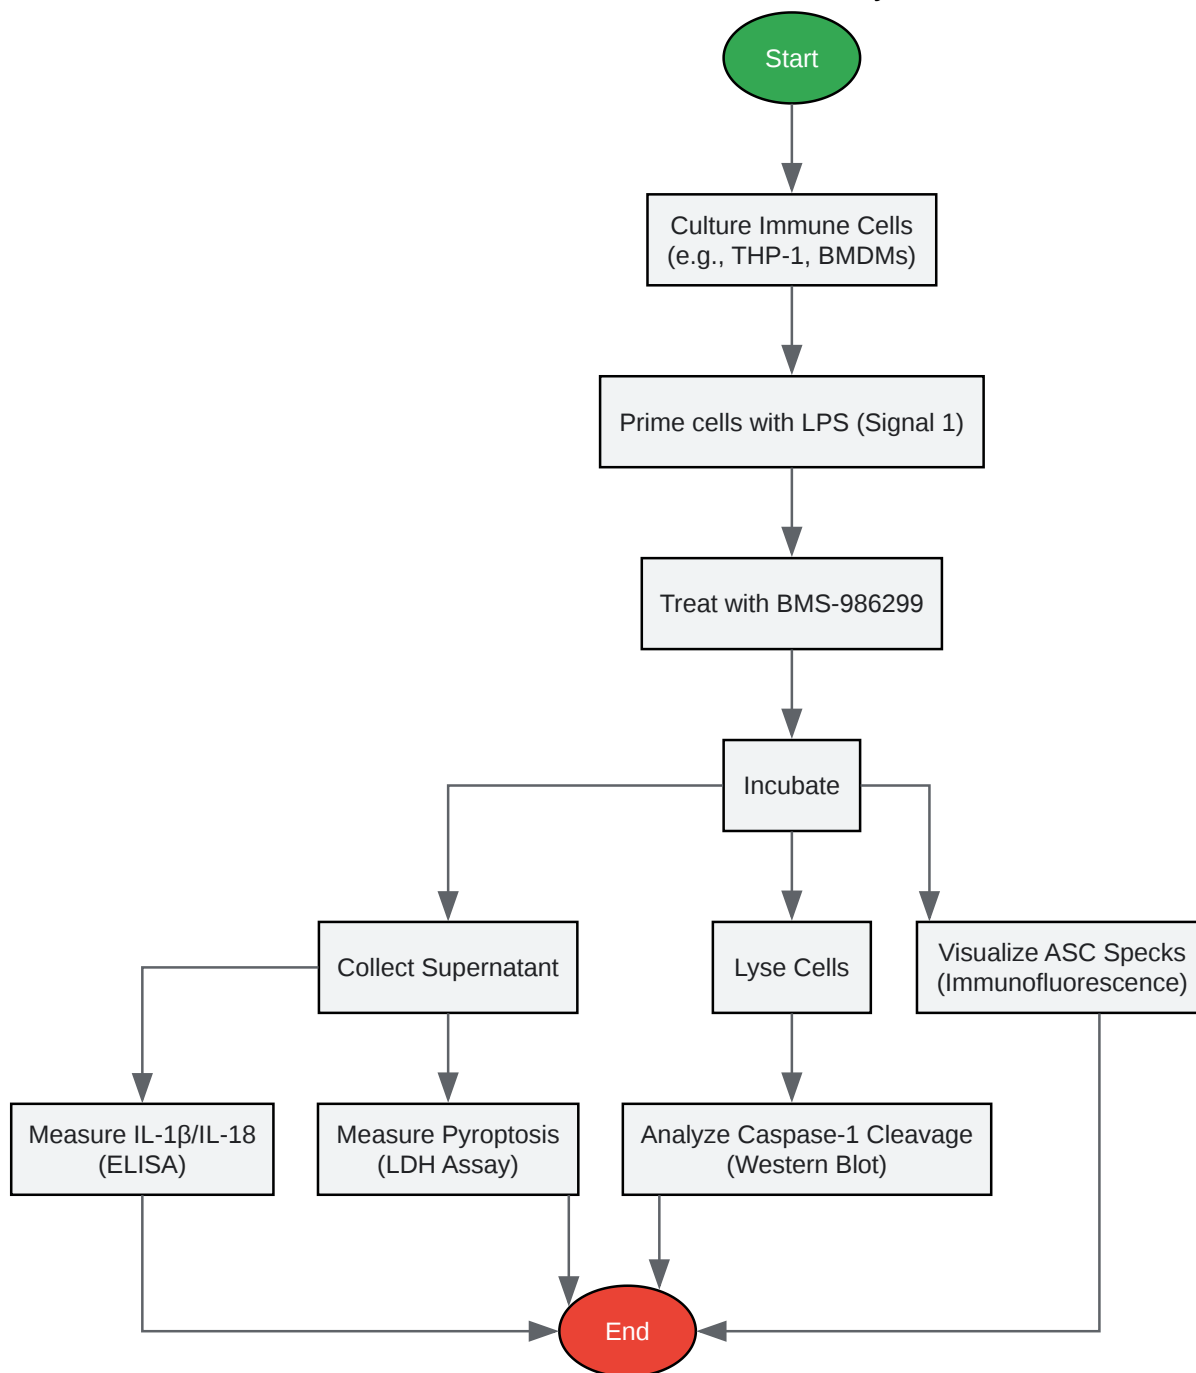 Start
Culture Immune Cells
(e.g., THP-1, BMDMs)
Prime cells with LPS (Signal 1)
Treat with BMS-986299
Incubate
Collect Supernatant
Lyse Cells
Visualize ASC Specks
(Immunofluorescence)
Measure IL-1β/IL-18
(ELISA)
Measure Pyroptosis
(LDH Assay)
Analyze Caspase-1 Cleavage
(Western Blot)
End